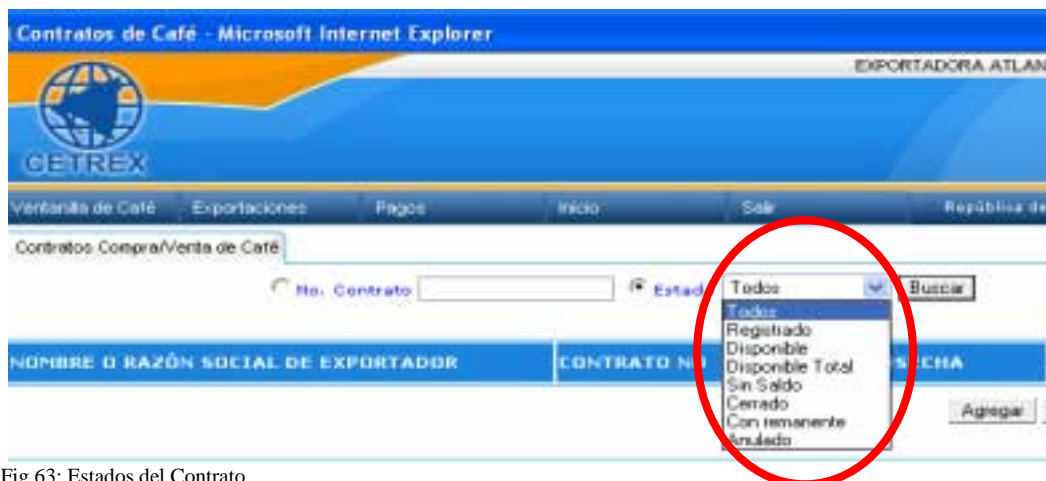 Contratos de Café - Microsoft Internet Explorer
EXPORTADORA ATLAN
CETREX
Ventanilla de Café Exportaciones Pagos Inicio Salir República de
Contratos Compra/Venta de Café
No. Contrato Estad Todos Buscar
Todos
Registrado
Disponible
Disponible Total
Sin Saldo
Cerrado
Con remanente
Anulado
NOMBRE O RAZÓN SOCIAL DE EXPORTADOR CONTRATO NO SECHA
Agregar
Fig 63: Estados del Contrato